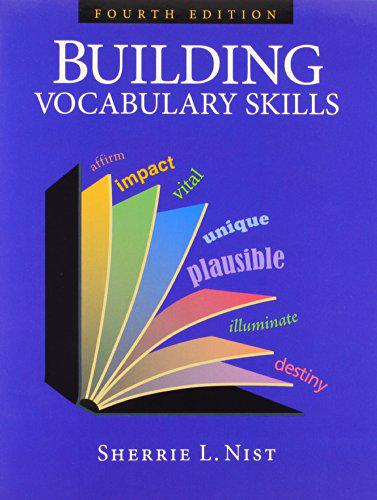 FOURTH EDITION
BUILDING
VOCABULARY SKILLS
affirm
impact
vital
unique
plausible
illuminate
destiny
SHERRIE L. NIST